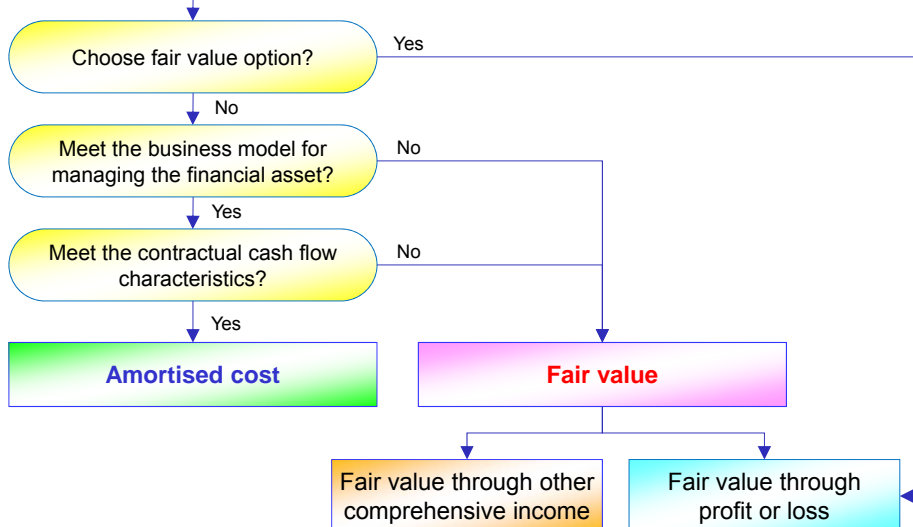 Choose fair value option?
Yes
No
Meet the business model for
managing the financial asset?
No
Yes
Meet the contractual cash flow
characteristics?
No
Yes
Amortised cost
Fair value
Fair value through other
comprehensive income
Fair value through
profit or loss